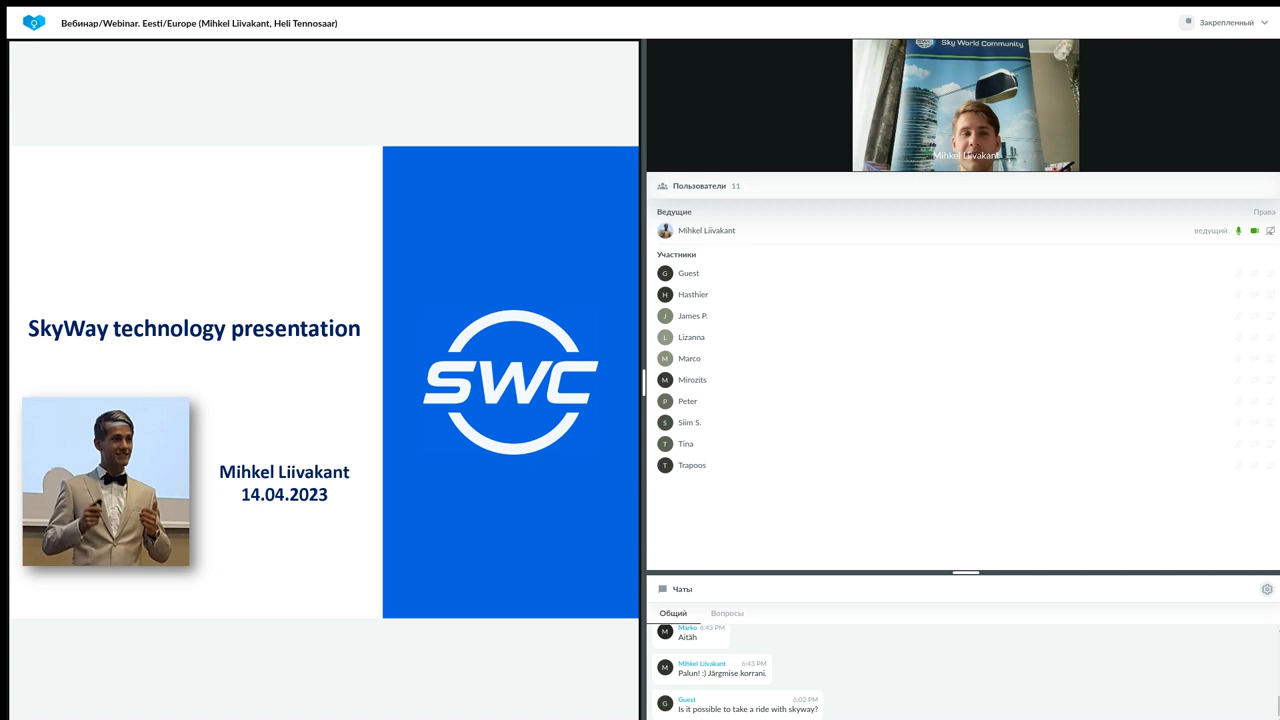 Вебинар/Webinar. Eesti/Europe (Mihkel Liivakant, Heli Tennosaar)
Закрепленный
SkyWay technology presentation
Mihkel Liivakant
14.04.2023
SWC
Sky World Community
Mihkel Liivakant
Пользователи 11
Ведущие Права
Mihkel Liivakant ведущий
Участники
G Guest
H Hasthier
J James P.
L Lizanna
M Marco
M Mirozits
P Peter
S Siim S.
T Tina
T Trapoos
Чаты
Общий Вопросы
M Marko 6:43 PM
Aitäh
M Mihkel Liivakant 6:43 PM
Palun! :) Järgmise korrani.
G Guest 6:02 PM
Is it possible to take a ride with skyway?